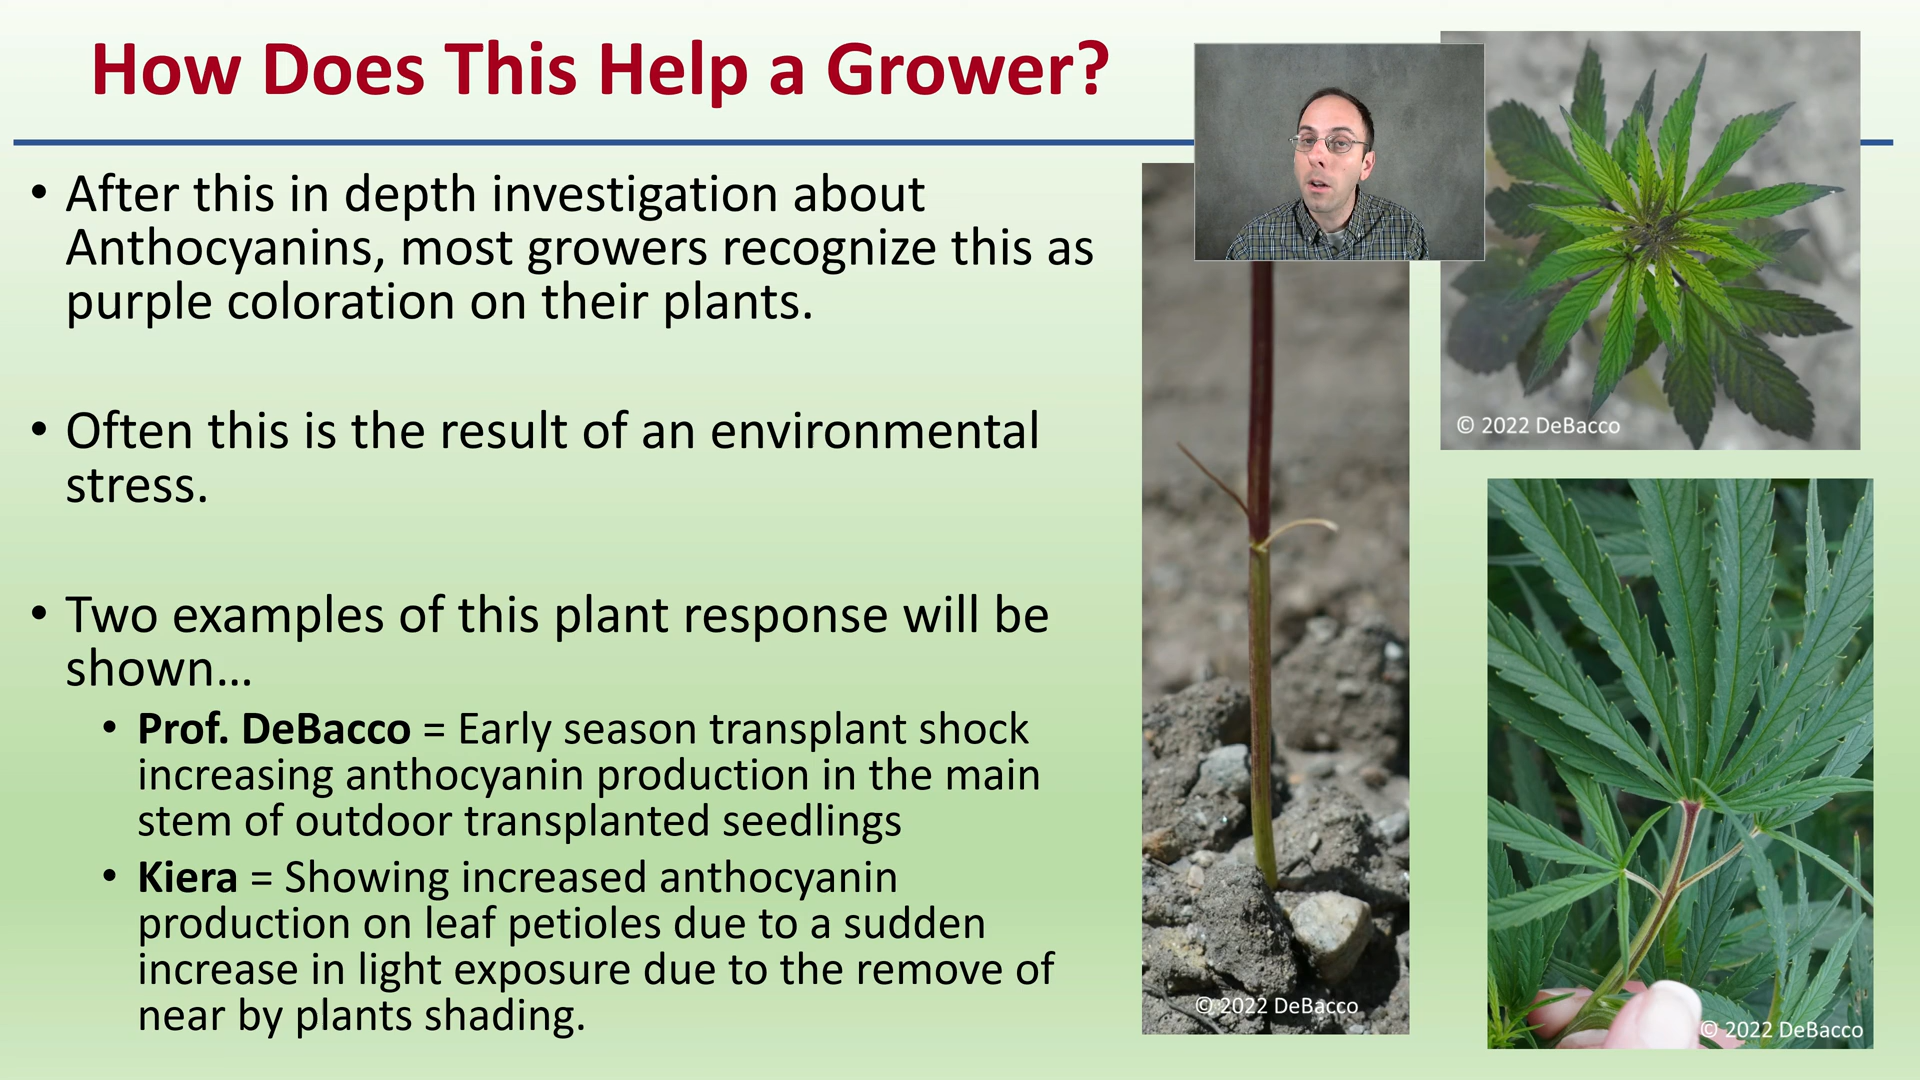 How Does This Help a Grower?
• After this in depth investigation about
Anthocyanins, most growers recognize this as
purple coloration on their plants.
• Often this is the result of an environmental
stress.
• Two examples of this plant response will be
shown…
• Prof. DeBacco = Early season transplant shock
increasing anthocyanin production in the main
stem of outdoor transplanted seedlings
• Kiera = Showing increased anthocyanin
production on leaf petioles due to a sudden
increase in light exposure due to the remove of
near by plants shading.
© 2022 DeBacco
© 2022 DeBacco
© 2022 DeBacco